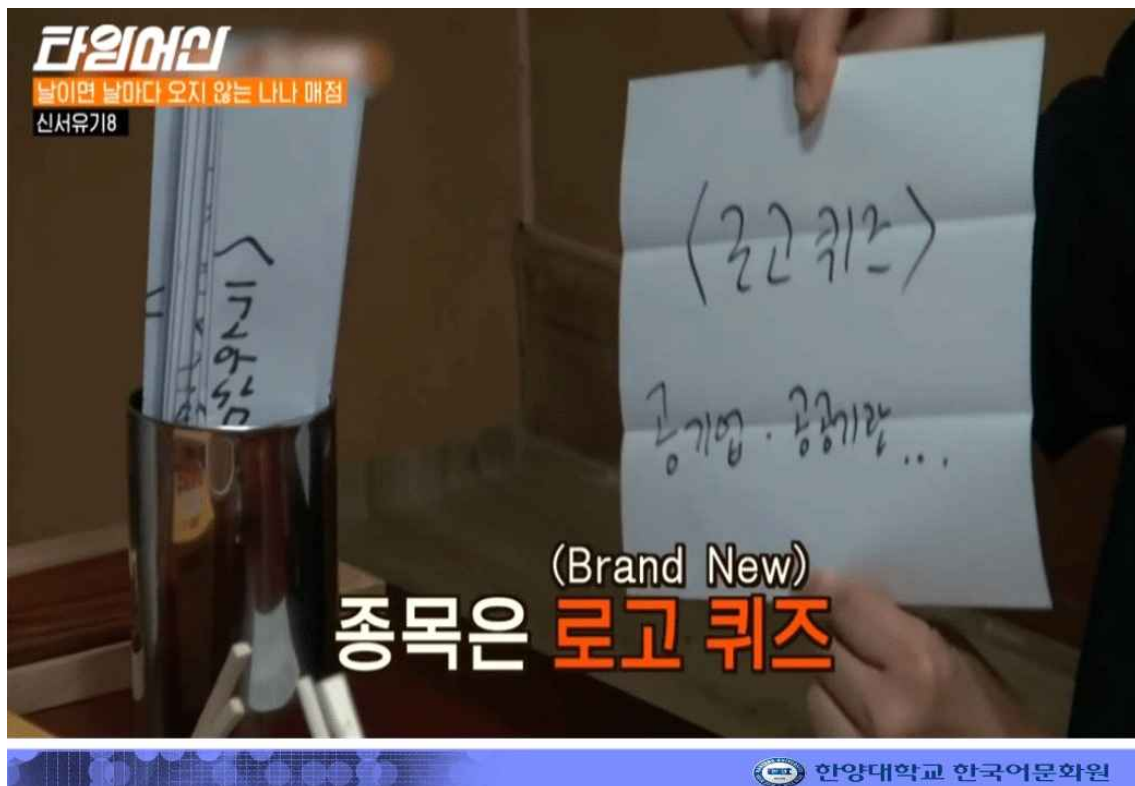 타임어신
날이면 날마다 오지 않는 나나 매점
신서유기8
<로고 퀴즈>
공기업·공공기관...
(Brand New)
종목은 로고 퀴즈
한양대학교 한국어문화원